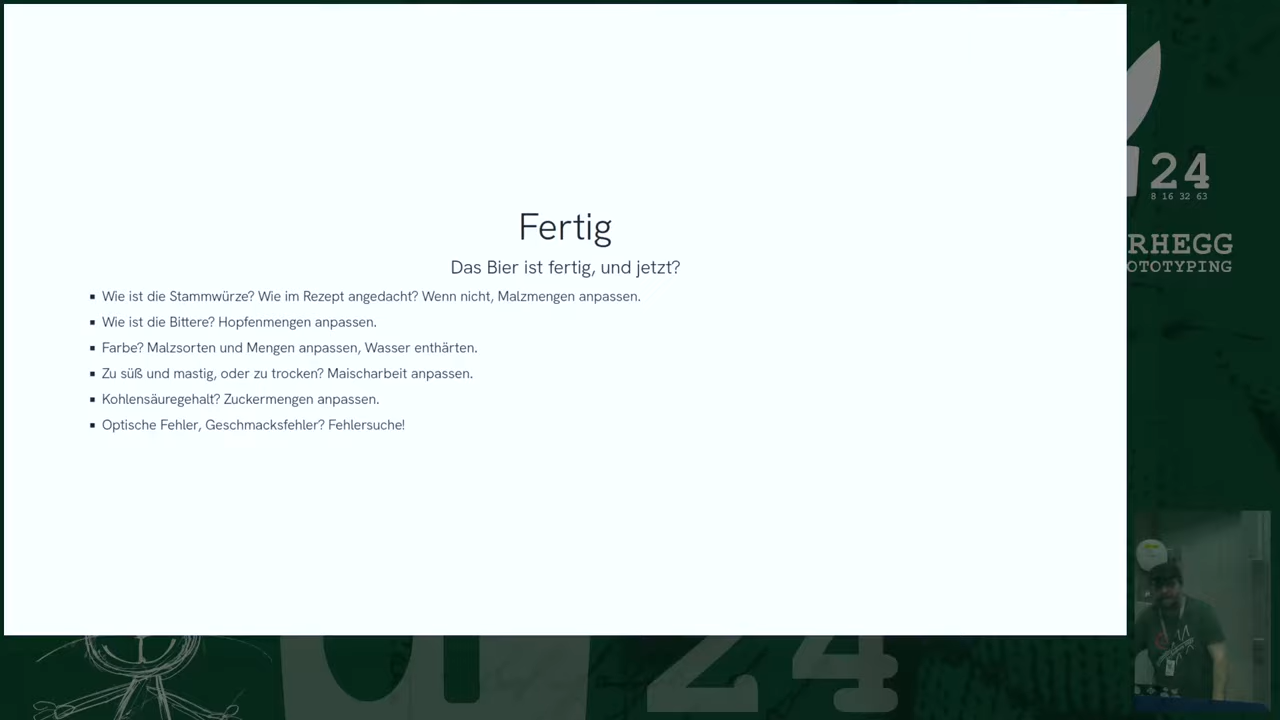 Fertig
Das Bier ist fertig, und jetzt?
▪ Wie ist die Stammwürze? Wie im Rezept angedacht? Wenn nicht, Malzmengen anpassen.
▪ Wie ist die Bittere? Hopfenmengen anpassen.
▪ Farbe? Malzsorten und Mengen anpassen, Wasser enthärten.
▪ Zu süß und mastig, oder zu trocken? Maischarbeit anpassen.
▪ Kohlensäuregehalt? Zuckermengen anpassen.
▪ Optische Fehler, Geschmacksfehler? Fehlersuche!
24
8 16 32 63
RHEGG
OTOTYPING
24